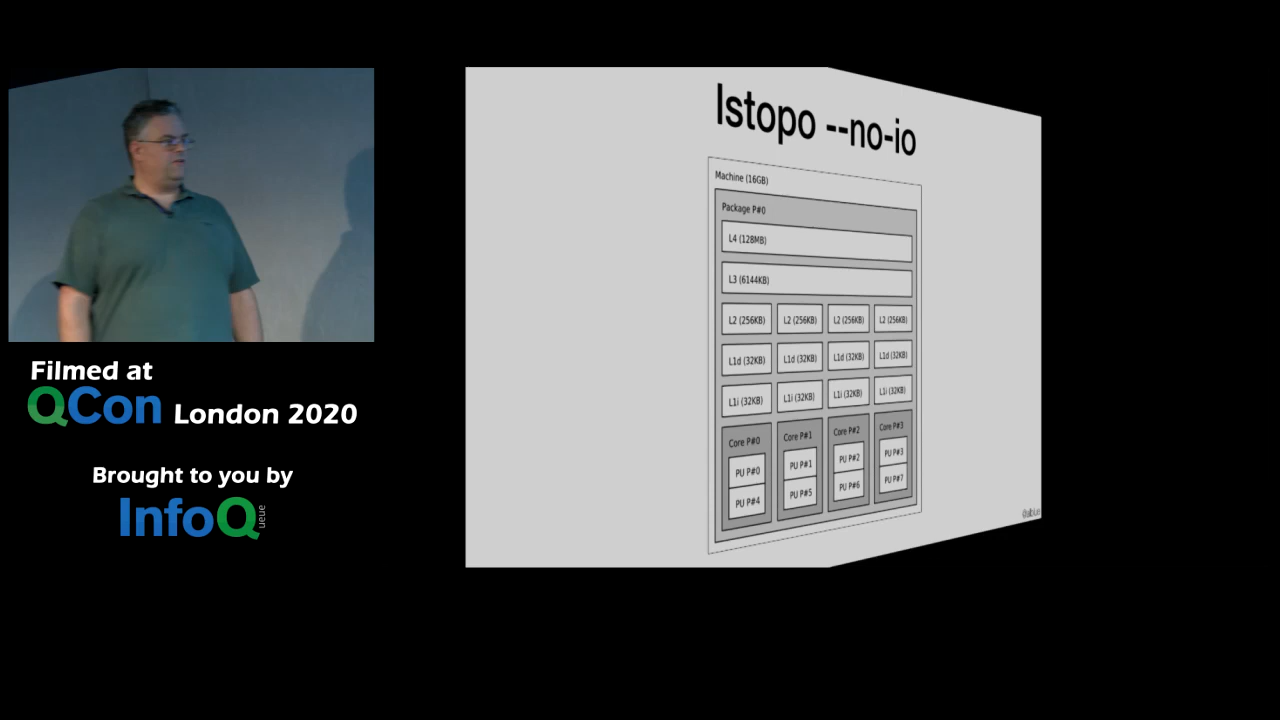 lstopo --no-io
Machine (16GB)
Package P#0
L4 (128MB)
L3 (6144KB)
L2 (256KB) L2 (256KB) L2 (256KB) L2 (256KB)
L1d (32KB) L1d (32KB) L1d (32KB) L1d (32KB)
L1i (32KB) L1i (32KB) L1i (32KB) L1i (32KB)
Core P#0 Core P#1 Core P#2 Core P#3
PU P#0 PU P#1 PU P#2 PU P#3
PU P#4 PU P#5 PU P#6 PU P#7
Filmed at
QCon London 2020
Brought to you by
InfoQ ueue